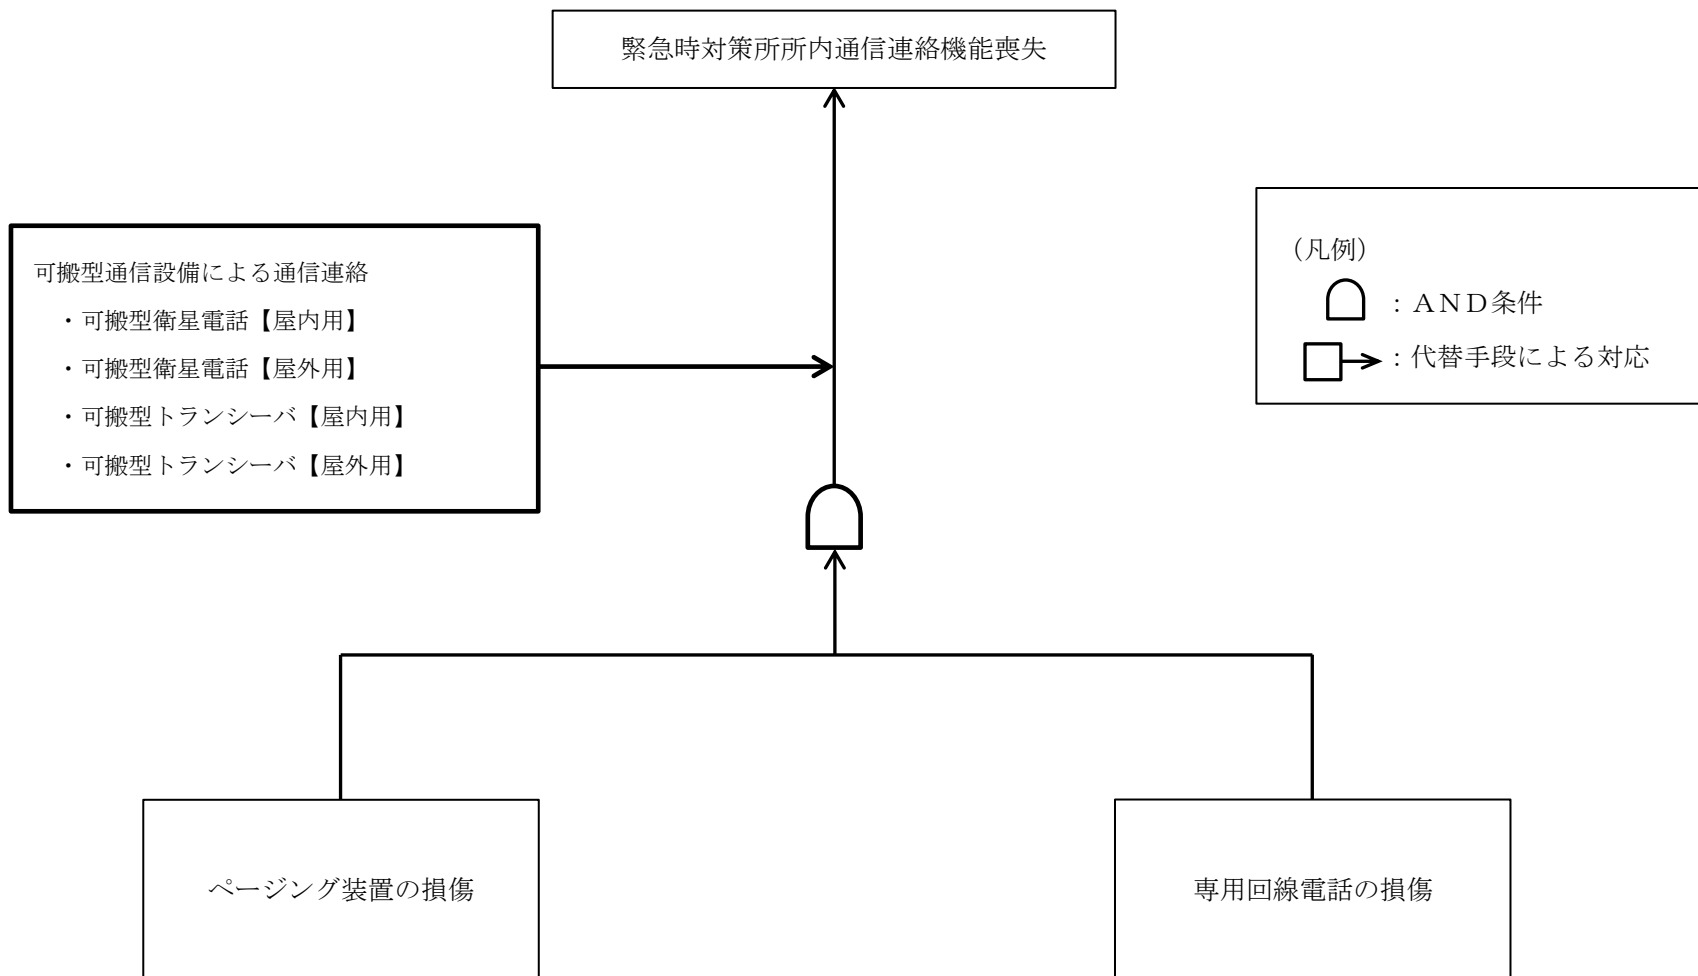 緊急時対策所所内通信連絡機能喪失
可搬型通信設備による通信連絡
・可搬型衛星電話【屋内用】
・可搬型衛星電話【屋外用】
・可搬型トランシーバ【屋内用】
・可搬型トランシーバ【屋外用】
(凡例)
:AND条件
:代替手段による対応
ページング装置の損傷
専用回線電話の損傷